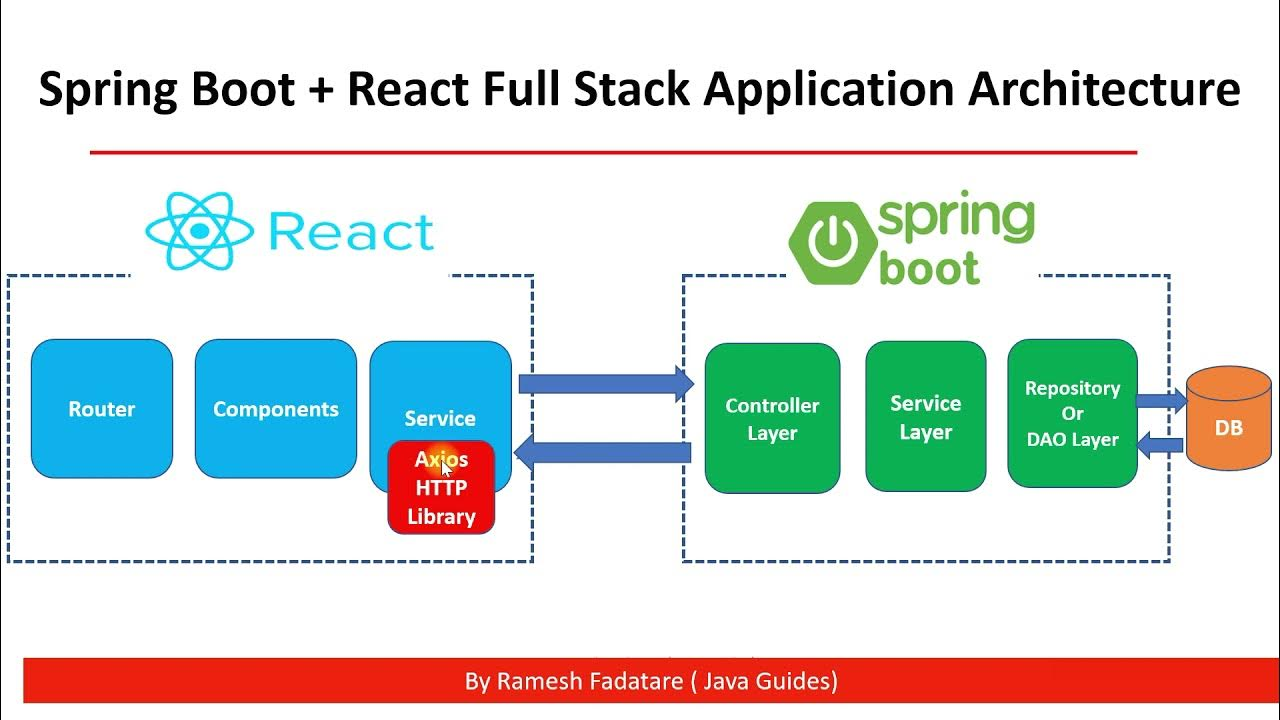 Spring Boot + React Full Stack Application Architecture
React
spring
boot
Router
Components
Service
Axios
HTTP
Library
Controller
Layer
Service
Layer
Repository
Or
DAO Layer
DB
By Ramesh Fadatare ( Java Guides)